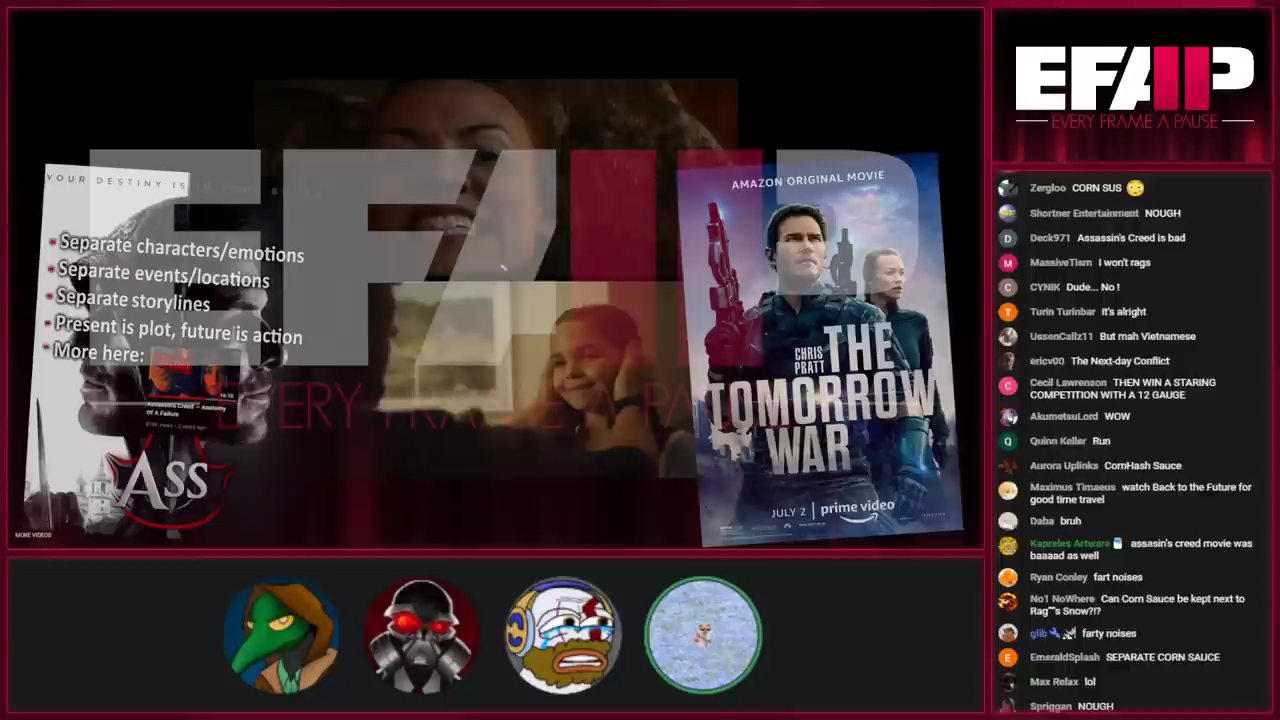 YOUR DESTINY IS
Separate characters/emotions
Separate events/locations
Separate storylines
Present is plot, future is action
More here:
Assassin's Creed — Anatomy
Of A Failure
ASS
MORE VIDEOS
EFAP
EVERY FRAME A PAUSE
AMAZON ORIGINAL MOVIE
CHRIS
PRATT
THE
TOMORROW
WAR
JULY 2 | prime video
EFAP
EVERY FRAME A PAUSE
Zergloo CORN SUS 😳
Shortner Entertainment NOUGH
Deck971 Assassin's Creed is bad
MassiveTism I won't rags
CYNIK Dude... No !
Turin Turinbar it's alright
UssenCallz11 But mah Vietnamese
ericv00 The Next-day Conflict
Cecil Lawrenson THEN WIN A STARING
COMPETITION WITH A 12 GAUGE
AkumetsuLord WOW
Quinn Keller Run
Aurora Uplinks CornHash Sauce
Maximus Timaeus watch Back to the Future for
good time travel
Daba bruh
Kapreles Artware assasin's creed movie was
baaaad as well
Ryan Conley fart noises
No1 NoWhere Can Corn Sauce be kept next to
Rag""s Snow?!?
glib farty noises
EmeraldSplash SEPARATE CORN SAUCE
Max Relax lol
Spriggan NOUGH